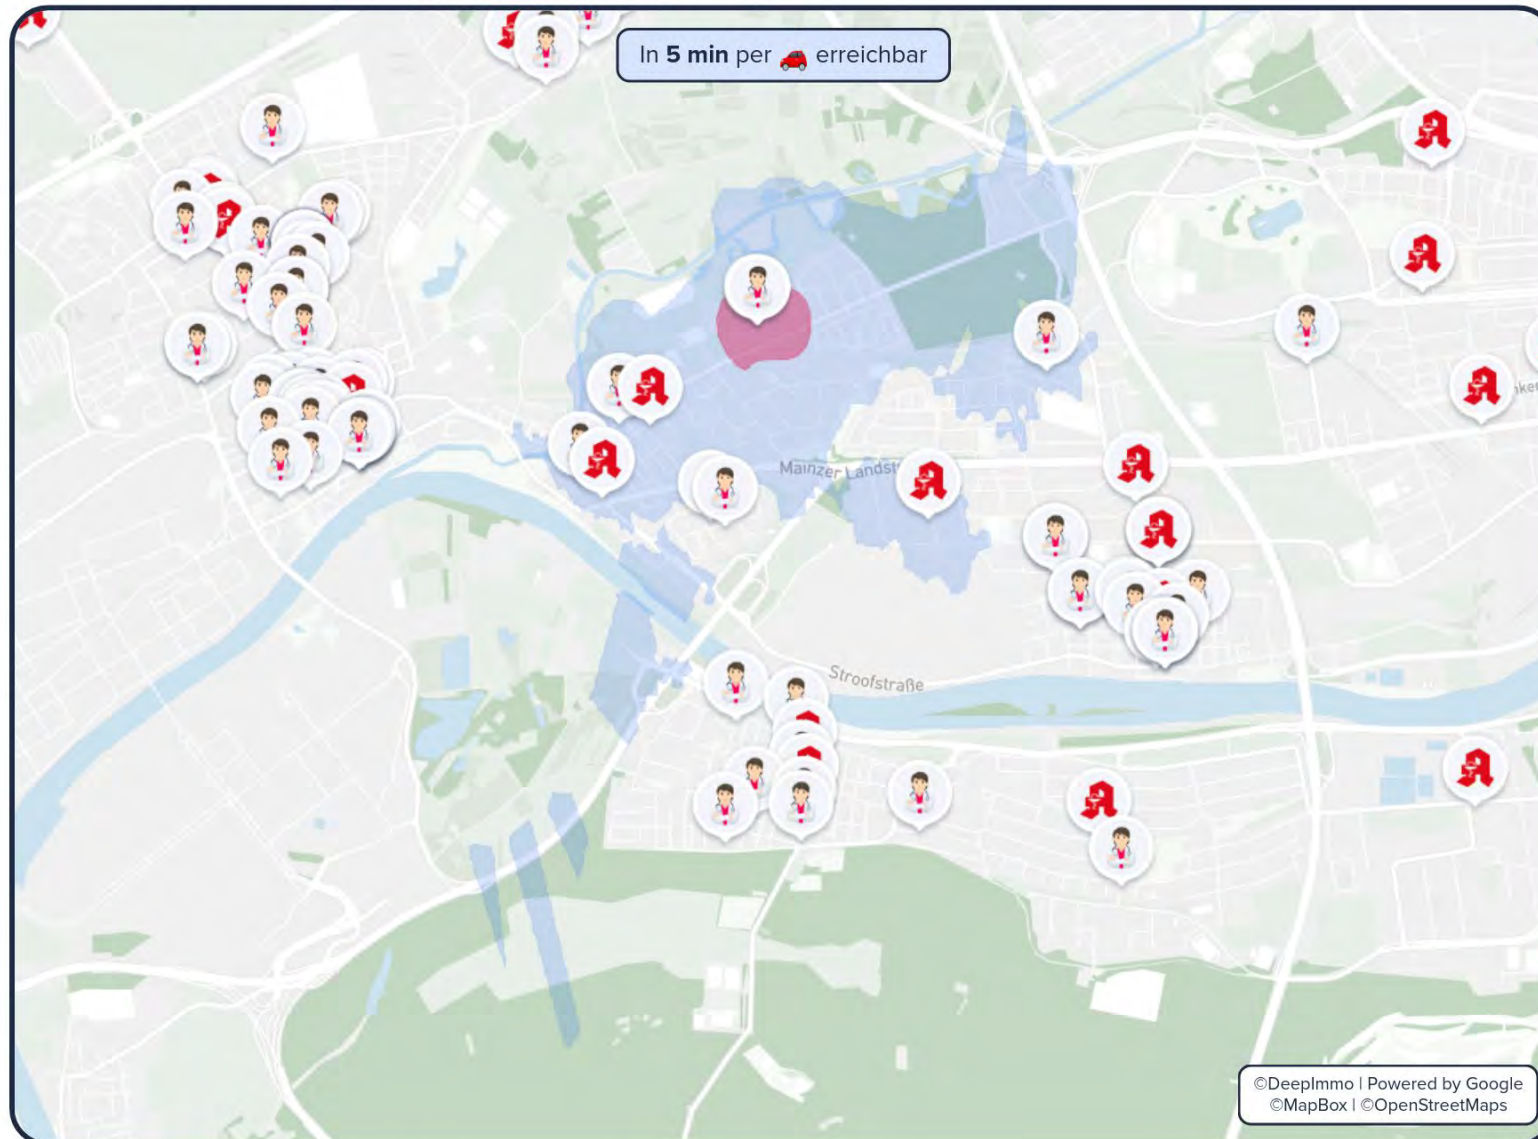 In 5 min per erreichbar
Mainzer Landst
Stroofstraße
©DeepImmo | Powered by Google
©MapBox | ©OpenStreetMaps